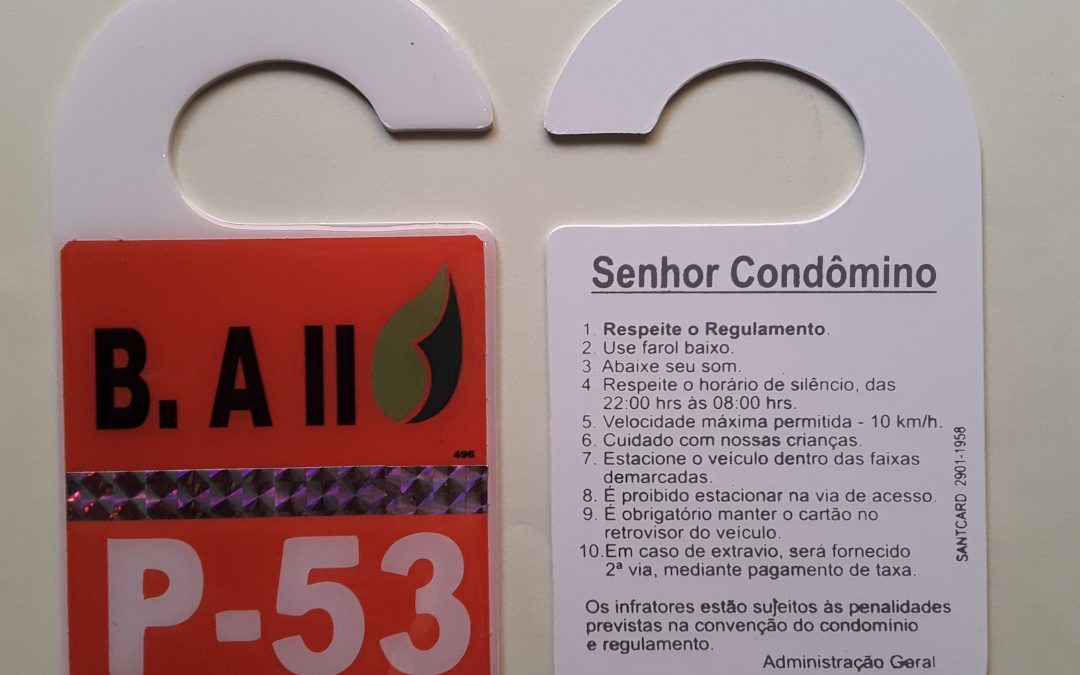 B. A II
496
P-53
Senhor Condômino
1. Respeite o Regulamento.
2. Use farol baixo.
3. Abaixe seu som.
4 Respeite o horário de silêncio, das
22:00 hrs às 08:00 hrs.
5. Velocidade máxima permitida - 10 km/h.
6. Cuidado com nossas crianças.
7. Estacione o veículo dentro das faixas
demarcadas.
8. É proibido estacionar na via de acesso.
9. É obrigatório manter o cartão no
retrovisor do veículo.
10.Em caso de extravio, será fornecido
2ª via, mediante pagamento de taxa.
Os infratores estão sujeitos às penalidades
previstas na convenção do condomínio
e regulamento.
Administração Geral
SANTCARD 2901-1958